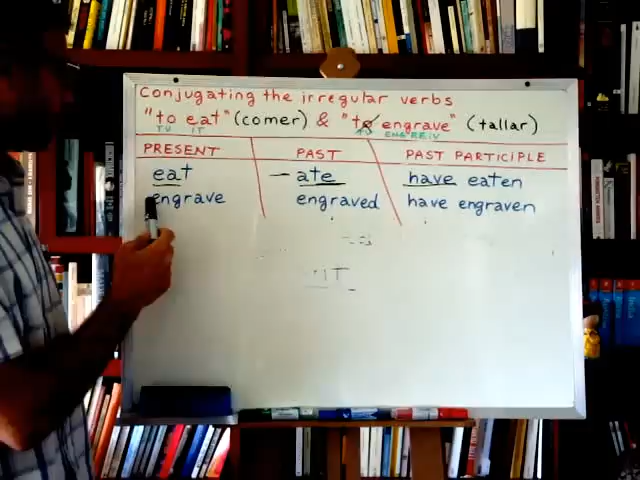 Conjugating the irregular verbs
"to eat" (comer) & "to engrave" (tallar)
TU IT TU ENGREIV
PRESENT PAST PAST PARTICIPLE
eat – ate have eaten
engrave engraved have engraven